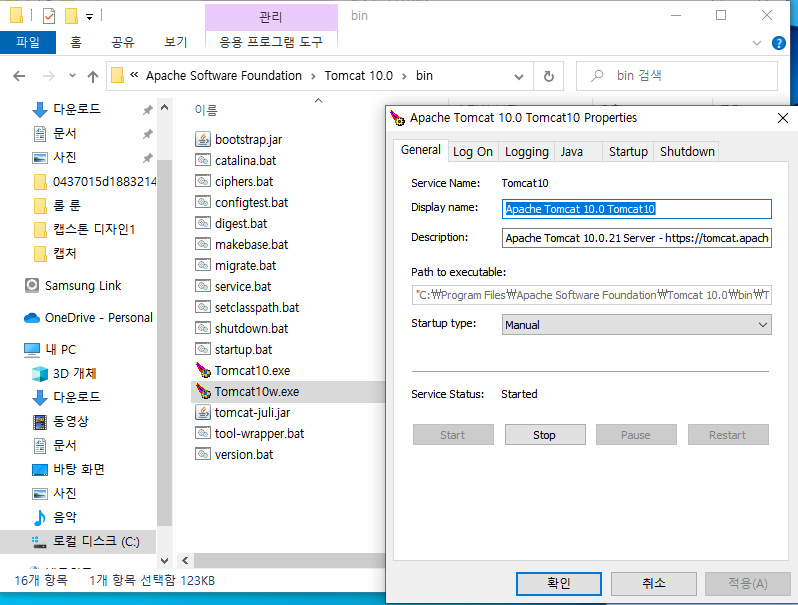 관리
bin
파일
홈
공유
보기
응용 프로그램 도구
« Apache Software Foundation › Tomcat 10.0 › bin
bin 검색
다운로드
문서
사진
0437015d1883214
롤 룬
캡스톤 디자인1
캡처
Samsung Link
OneDrive - Personal
내 PC
3D 개체
다운로드
동영상
문서
바탕 화면
사진
음악
로컬 디스크 (C:)
이름
bootstrap.jar
catalina.bat
ciphers.bat
configtest.bat
digest.bat
makebase.bat
migrate.bat
service.bat
setclasspath.bat
shutdown.bat
startup.bat
Tomcat10.exe
Tomcat10w.exe
tomcat-juli.jar
tool-wrapper.bat
version.bat
16개 항목
1개 항목 선택함 123KB
Apache Tomcat 10.0 Tomcat10 Properties
General
Log On
Logging
Java
Startup
Shutdown
Service Name: Tomcat10
Display name: Apache Tomcat 10.0 Tomcat10
Description: Apache Tomcat 10.0.21 Server - https://tomcat.apach
Path to executable:
"C:₩Program Files₩Apache Software Foundation₩Tomcat 10.0₩bin₩T
Startup type: Manual
Service Status: Started
Start
Stop
Pause
Restart
확인
취소
적용(A)